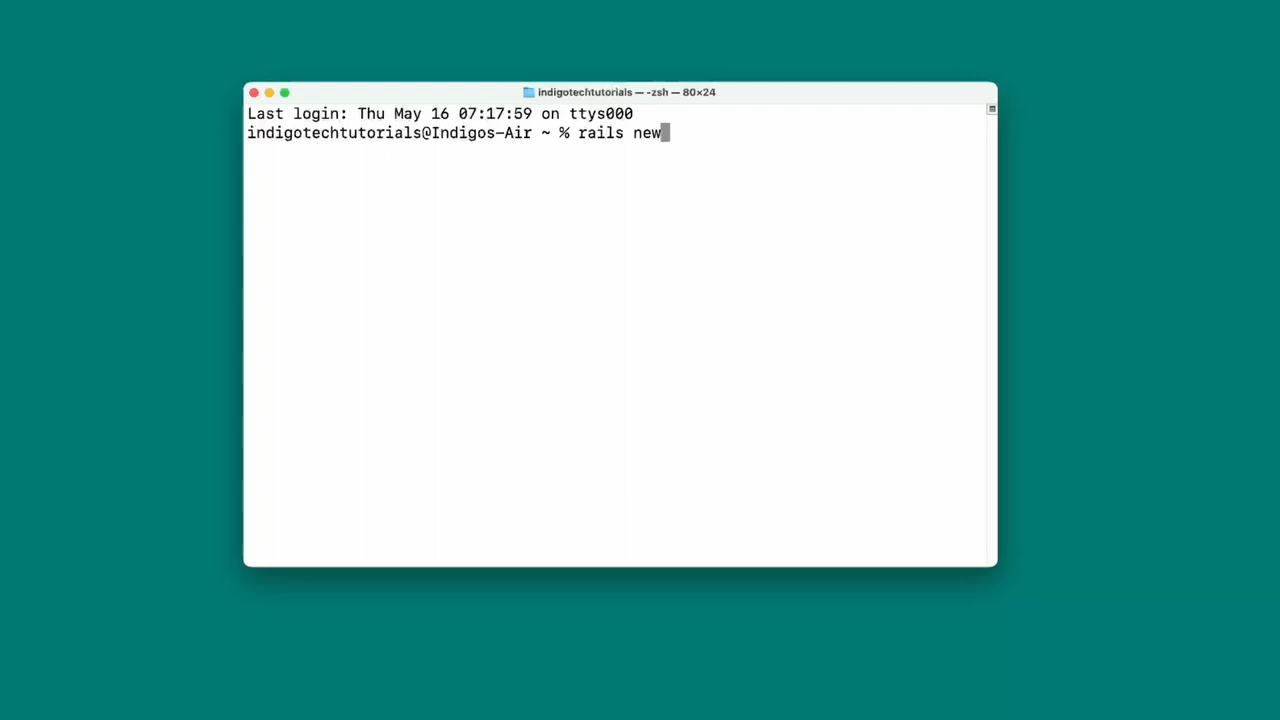 indigotechtutorials — -zsh — 80×24
Last login: Thu May 16 07:17:59 on ttys000
indigotechtutorials@Indigos-Air ~ % rails new